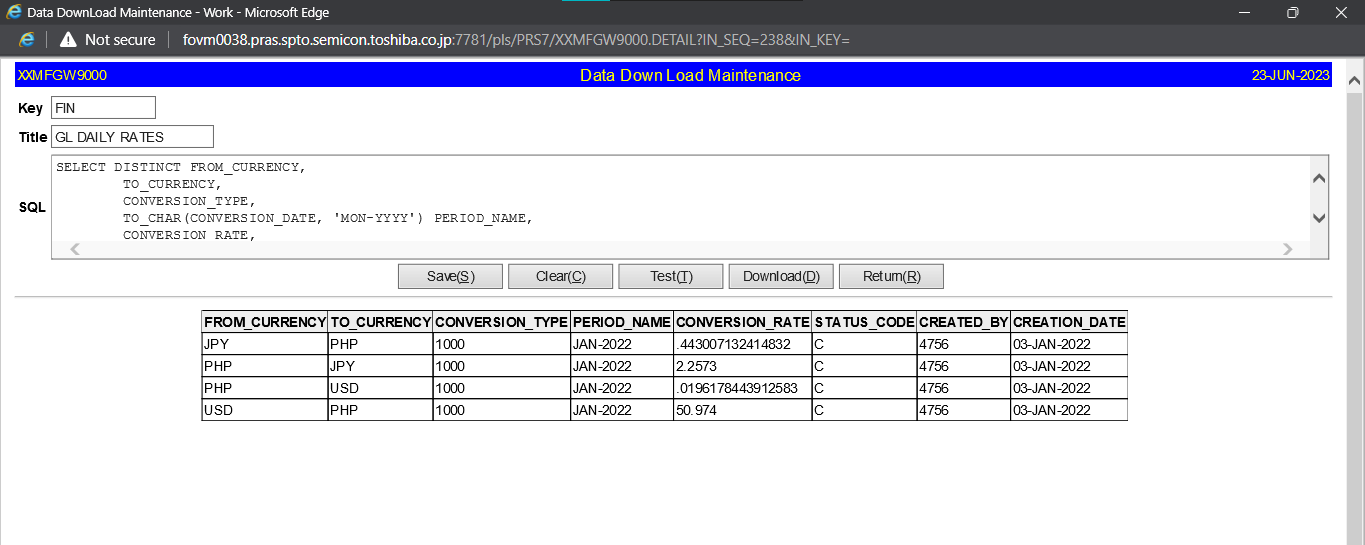 Data DownLoad Maintenance - Work - Microsoft Edge
Not secure fovm0038.pras.spto.semicon.toshiba.co.jp:7781/pls/PRS7/XXMFGW9000.DETAIL?IN_SEQ=238&IN_KEY=
XXMFGW9000 Data Down Load Maintenance 23-JUN-2023
Key FIN
Title GL DAILY RATES
SELECT DISTINCT FROM_CURRENCY,
TO_CURRENCY,
CONVERSION_TYPE,
SQL
TO_CHAR(CONVERSION_DATE, 'MON-YYYY') PERIOD_NAME,
CONVERSION RATE,
Save(S) Clear(C) Test(T) Download(D) Return(R)
FROM_CURRENCY TO_CURRENCY CONVERSION_TYPE PERIOD_NAME CONVERSION_RATE STATUS_CODE CREATED_BY CREATION_DATE
JPY PHP 1000 JAN-2022 .443007132414832 C 4756 03-JAN-2022
PHP JPY 1000 JAN-2022 2.2573 C 4756 03-JAN-2022
PHP USD 1000 JAN-2022 .0196178443912583 C 4756 03-JAN-2022
USD PHP 1000 JAN-2022 50.974 C 4756 03-JAN-2022